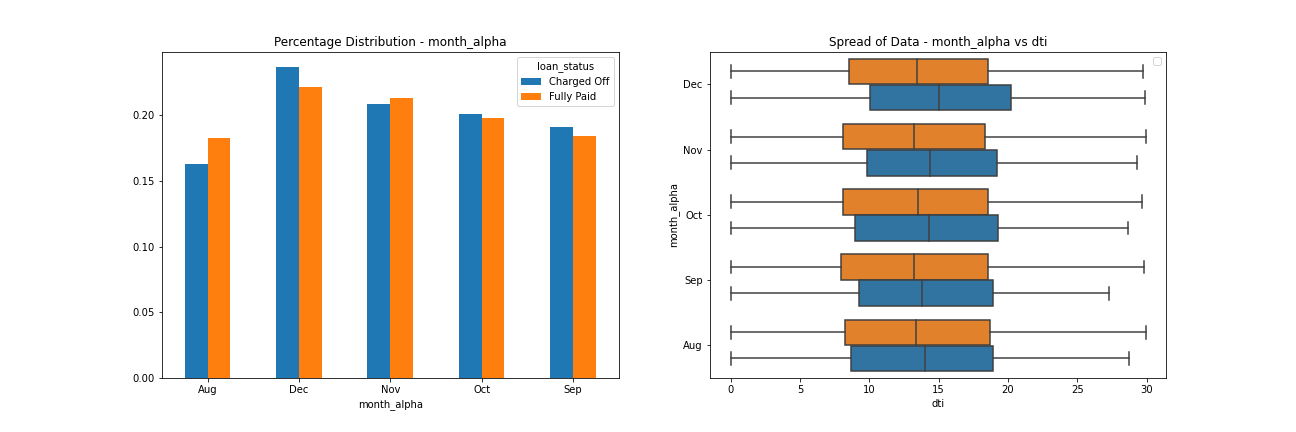 Percentage Distribution - month_alpha
loan_status
Charged Off
Fully Paid
0.20
0.15
0.10
0.05
0.00
Aug
Dec
Nov
Oct
Sep
month_alpha
Spread of Data - month_alpha vs dti
month_alpha
Dec
Nov
Oct
Sep
Aug
0
5
10
15
20
25
30
dti